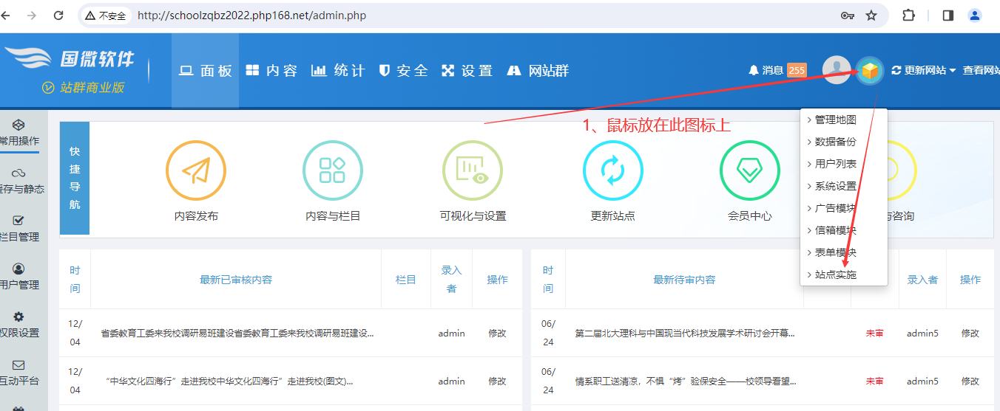 不安全 http://schoolzqbz2022.php168.net/admin.php
国微软件
站群商业版
面板 内容 统计 安全 设置 网站群
消息 255 更新网站 查看网站
1、鼠标放在此图标上
管理地图
数据备份
用户列表
系统设置
广告模块
信箱模块
表单模块
站点实施
常用操作
缓存与静态
栏目管理
用户管理
权限设置
互动平台
快捷导航
内容发布 内容与栏目 可视化与设置 更新站点 会员中心 与咨询
时间 最新已审核内容 栏目 录入者 操作
12/04 省委教育工委来我校调研易班建设省委教育工委来我校调研易班建设... admin 修改
12/04 “中华文化四海行”走进我校中华文化四海行”走进我校(图文)... admin 修改
时间 最新待审内容 录入者 操作
06/24 第二届北大理科与中国现当代科技发展学术研讨会开幕... 未审 admin5 修改
06/24 情系职工送清凉，不惧“烤”验保安全——校领导看望... 未审 admin5 修改